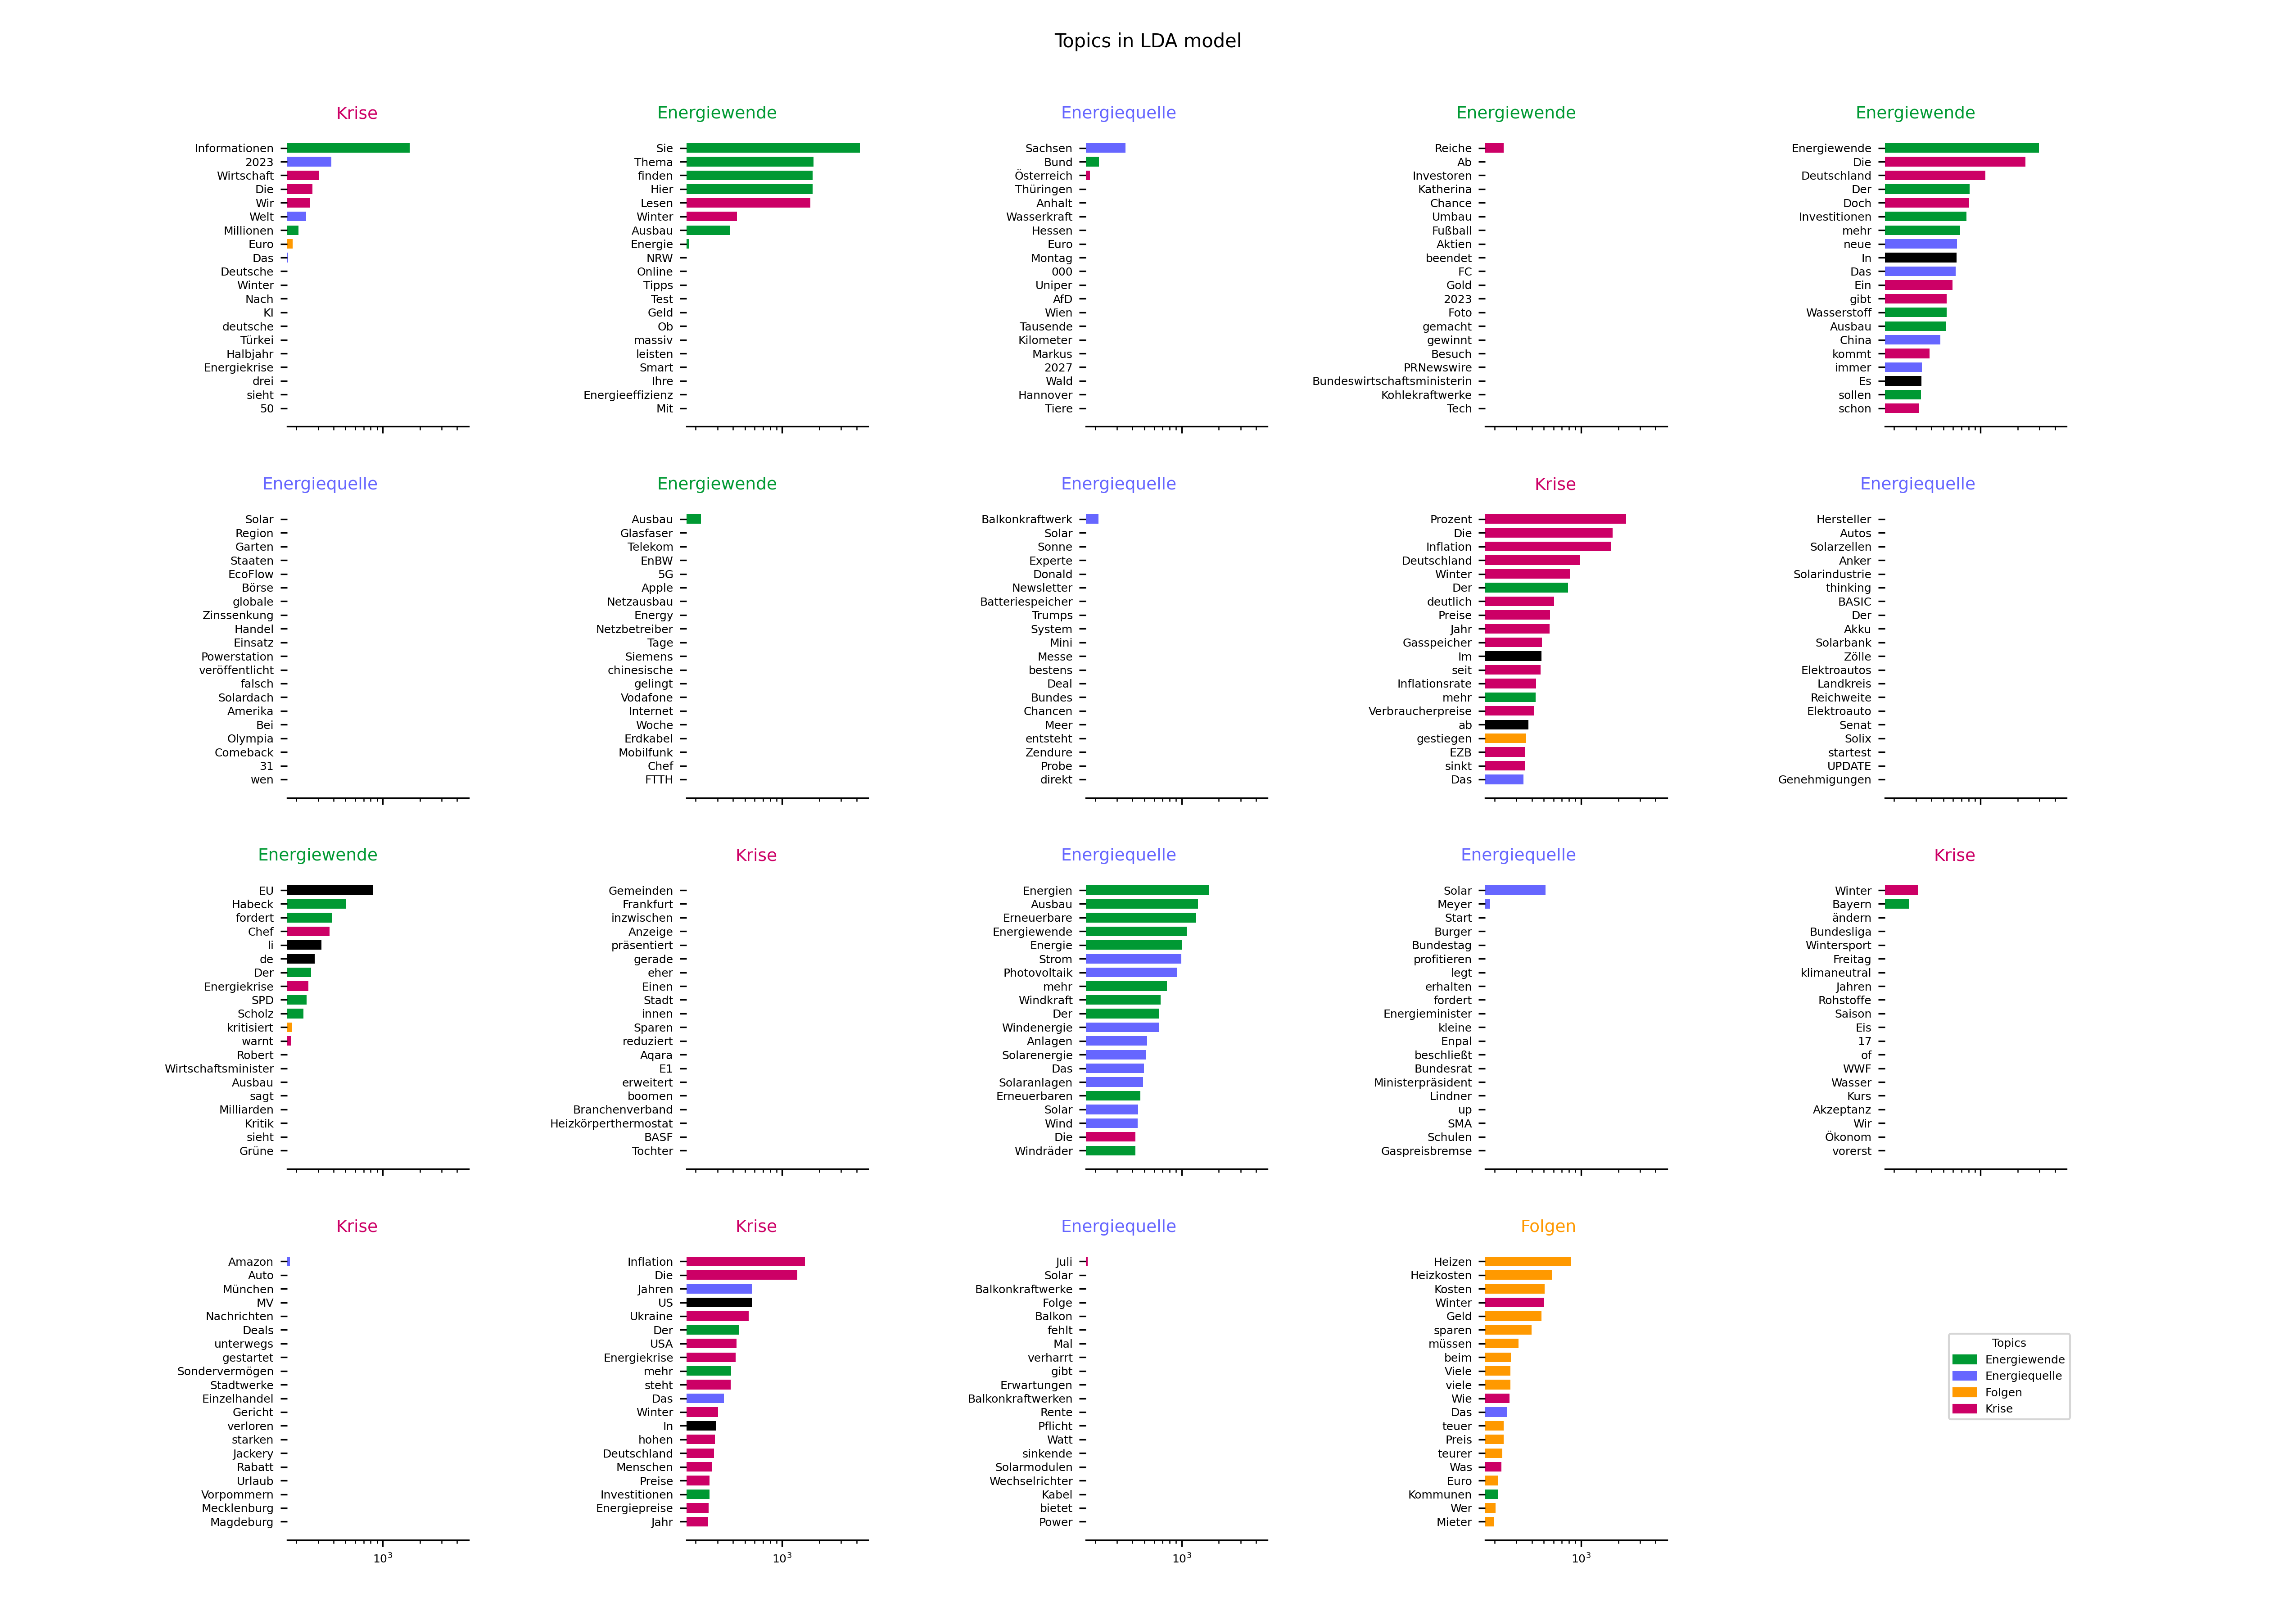 Topics in LDA model
Krise
Informationen
2023
Wirtschaft
Die
Wir
Welt
Millionen
Euro
Das
Deutsche
Winter
Nach
KI
deutsche
Türkei
Halbjahr
Energiekrise
drei
sieht
50
Energiewende
Sie
Thema
finden
Hier
Lesen
Winter
Ausbau
Energie
NRW
Online
Tipps
Test
Geld
Ob
massiv
leisten
Smart
Ihre
Energieeffizienz
Mit
Energiequelle
Sachsen
Bund
Österreich
Thüringen
Anhalt
Wasserkraft
Hessen
Euro
Montag
000
Uniper
AfD
Wien
Tausende
Kilometer
Markus
2027
Wald
Hannover
Tiere
Energiewende
Reiche
Ab
Investoren
Katherina
Chance
Umbau
Fußball
Aktien
beendet
FC
Gold
2023
Foto
gemacht
gewinnt
Besuch
PRNewswire
Bundeswirtschaftsministerin
Kohlekraftwerke
Tech
Energiewende
Energiewende
Die
Deutschland
Der
Doch
Investitionen
mehr
neue
In
Das
Ein
gibt
Wasserstoff
Ausbau
China
kommt
immer
Es
sollen
schon
Energiequelle
Solar
Region
Garten
Staaten
EcoFlow
Börse
globale
Zinssenkung
Handel
Einsatz
Powerstation
veröffentlicht
falsch
Solardach
Amerika
Bei
Olympia
Comeback
31
wen
Energiewende
Ausbau
Glasfaser
Telekom
EnBW
5G
Apple
Netzausbau
Energy
Netzbetreiber
Tage
Siemens
chinesische
gelingt
Vodafone
Internet
Woche
Erdkabel
Mobilfunk
Chef
FTTH
Energiequelle
Balkonkraftwerk
Solar
Sonne
Experte
Donald
Newsletter
Batteriespeicher
Trumps
System
Mini
Messe
bestens
Deal
Bundes
Chancen
Meer
entsteht
Zendure
Probe
direkt
Krise
Prozent
Die
Inflation
Deutschland
Winter
Der
deutlich
Preise
Jahr
Gasspeicher
Im
seit
Inflationsrate
mehr
Verbraucherpreise
ab
gestiegen
EZB
sinkt
Das
Energiequelle
Hersteller
Autos
Solarzellen
Anker
Solarindustrie
thinking
BASIC
Der
Akku
Solarbank
Zölle
Elektroautos
Landkreis
Reichweite
Elektroauto
Senat
Solix
startest
UPDATE
Genehmigungen
Energiewende
EU
Habeck
fordert
Chef
li
de
Der
Energiekrise
SPD
Scholz
kritisiert
warnt
Robert
Wirtschaftsminister
Ausbau
sagt
Milliarden
Kritik
sieht
Grüne
Krise
Gemeinden
Frankfurt
inzwischen
Anzeige
präsentiert
gerade
eher
Einen
Stadt
innen
Sparen
reduziert
Aqara
E1
erweitert
boomen
Branchenverband
Heizkörperthermostat
BASF
Tochter
Energiequelle
Energien
Ausbau
Erneuerbare
Energiewende
Energie
Strom
Photovoltaik
mehr
Windkraft
Der
Windenergie
Anlagen
Solarenergie
Das
Solaranlagen
Erneuerbaren
Solar
Wind
Die
Windräder
Energiequelle
Solar
Meyer
Start
Burger
Bundestag
profitieren
legt
erhalten
fordert
Energieminister
kleine
Enpal
beschließt
Bundesrat
Ministerpräsident
Lindner
up
SMA
Schulen
Gaspreisbremse
Krise
Winter
Bayern
ändern
Bundesliga
Wintersport
Freitag
klimaneutral
Jahren
Rohstoffe
Saison
Eis
17
of
WWF
Wasser
Kurs
Akzeptanz
Wir
Ökonom
vorerst
Krise
Amazon
Auto
München
MV
Nachrichten
Deals
unterwegs
gestartet
Sondervermögen
Stadtwerke
Einzelhandel
Gericht
verloren
starken
Jackery
Rabatt
Urlaub
Vorpommern
Mecklenburg
Magdeburg
10³
Krise
Inflation
Die
Jahren
US
Ukraine
Der
USA
Energiekrise
mehr
steht
Das
Winter
In
hohen
Deutschland
Menschen
Preise
Investitionen
Energiepreise
Jahr
10³
Energiequelle
Juli
Solar
Balkonkraftwerke
Folge
Balkon
fehlt
Mal
verharrt
gibt
Erwartungen
Balkonkraftwerken
Rente
Pflicht
Watt
sinkende
Solarmodulen
Wechselrichter
Kabel
bietet
Power
10³
Folgen
Heizen
Heizkosten
Kosten
Winter
Geld
sparen
müssen
beim
Viele
viele
Wie
Das
teuer
Preis
teurer
Was
Euro
Kommunen
Wer
Mieter
10³
Topics
Energiewende
Energiequelle
Folgen
Krise